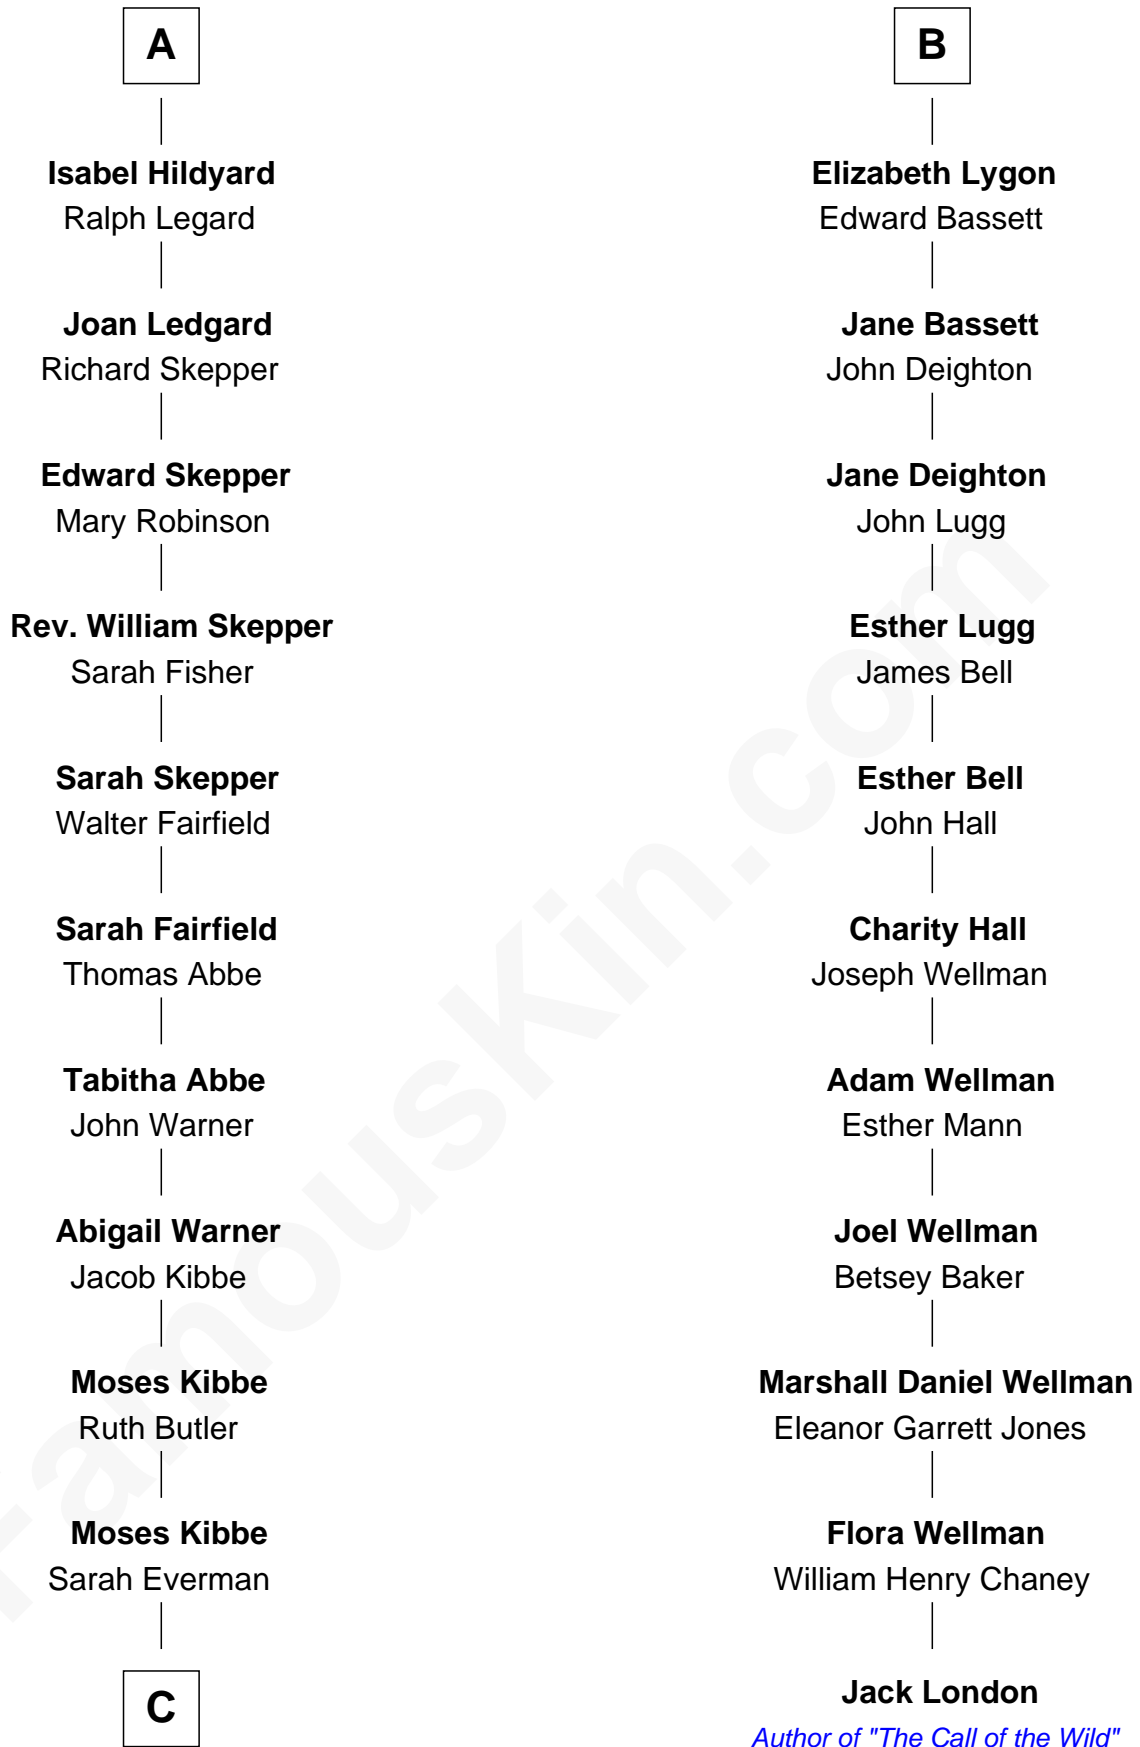 A
Isabel Hildyard
Ralph Legard
Joan Ledgard
Richard Skepper
Edward Skepper
Mary Robinson
Rev. William Skepper
Sarah Fisher
Sarah Skepper
Walter Fairfield
Sarah Fairfield
Thomas Abbe
Tabitha Abbe
John Warner
Abigail Warner
Jacob Kibbe
Moses Kibbe
Ruth Butler
Moses Kibbe
Sarah Everman
C
B
Elizabeth Lygon
Edward Bassett
Jane Bassett
John Deighton
Jane Deighton
John Lugg
Esther Lugg
James Bell
Esther Bell
John Hall
Charity Hall
Joseph Wellman
Adam Wellman
Esther Mann
Joel Wellman
Betsey Baker
Marshall Daniel Wellman
Eleanor Garrett Jones
Flora Wellman
William Henry Chaney
Jack London
Author of "The Call of the Wild"
FamousKin.com